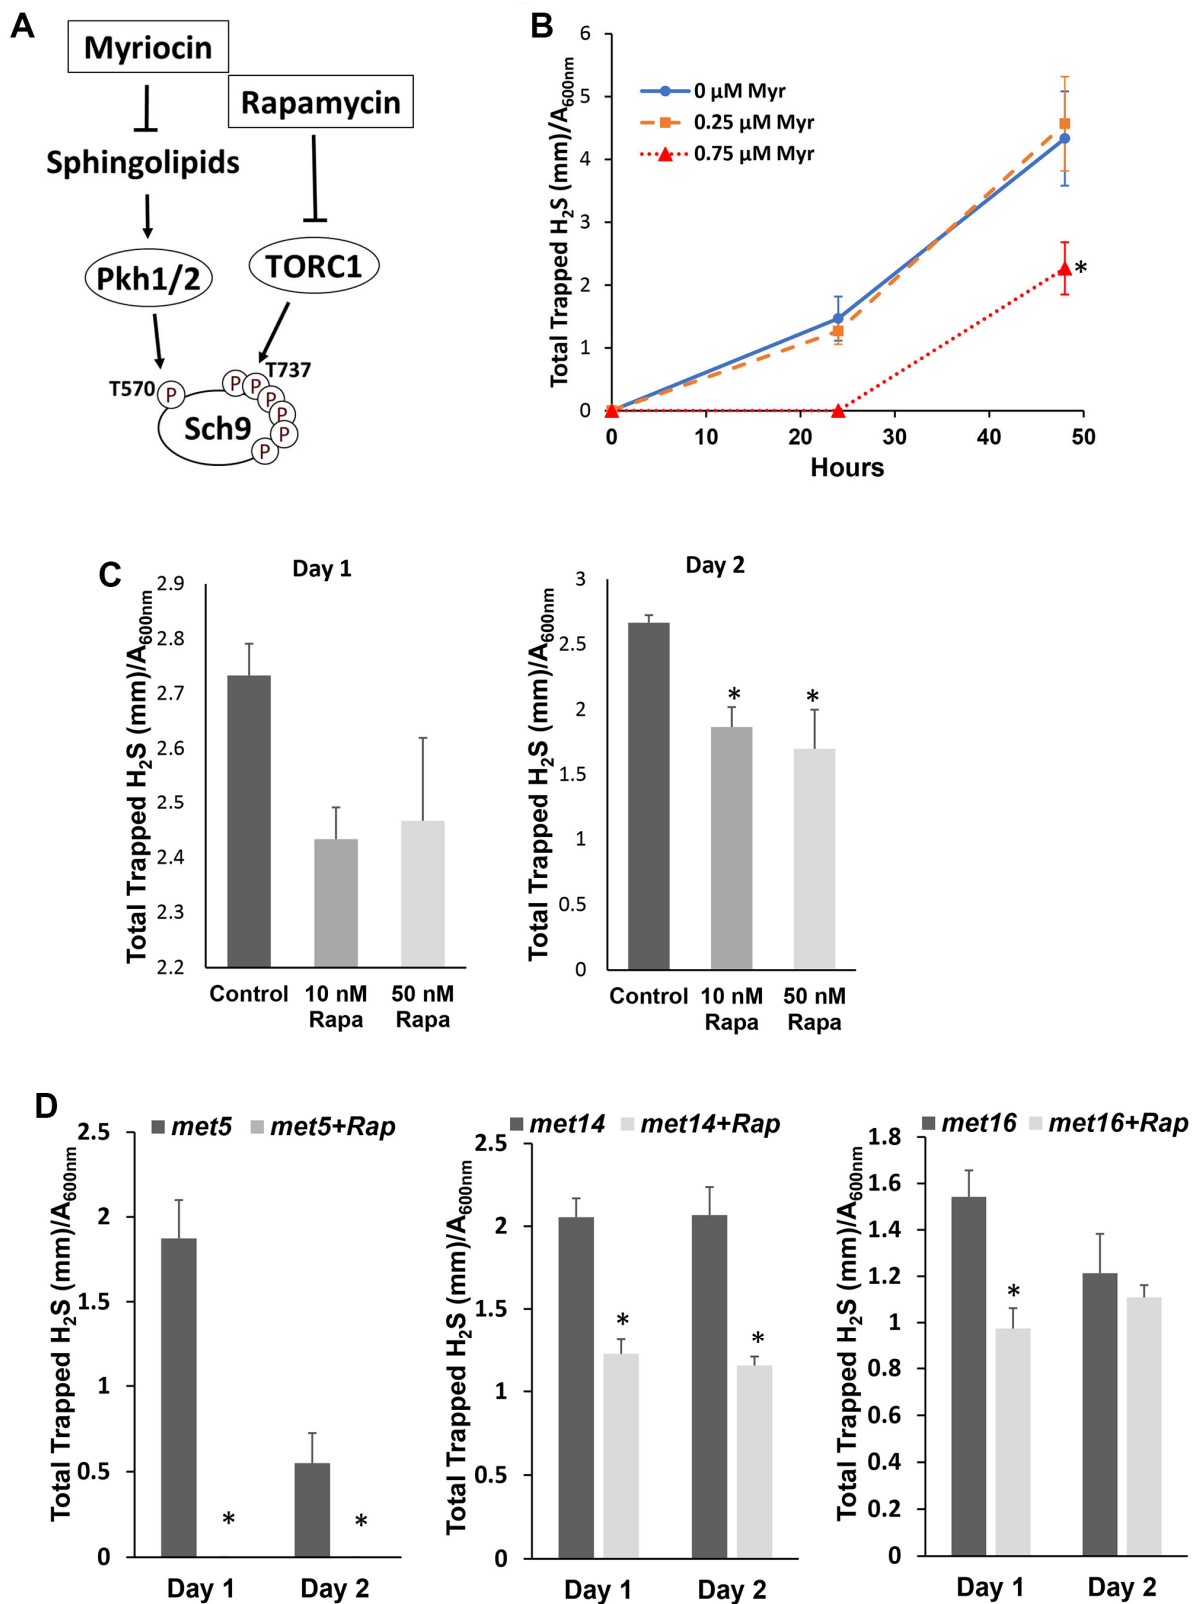 A
Myriocin
Rapamycin
Sphingolipids
Pkh1/2
TORC1
T570
T737
P
P
P
P
P
P
P
Sch9
B
Total Trapped H₂S (mm)/A₆₀₀ₙₘ
6
5
4
3
2
1
0
0 µM Myr
0.25 µM Myr
0.75 µM Myr
*
0
10
20
30
40
50
Hours
C
Day 1
Total Trapped H₂S (mm)/A₆₀₀ₙₘ
2.9
2.8
2.7
2.6
2.5
2.4
2.3
2.2
Control
10 nM
Rapa
50 nM
Rapa
Day 2
Total Trapped H₂S (mm)/A₆₀₀ₙₘ
3
2.5
2
1.5
1
0.5
0
*
*
Control
10 nM
Rapa
50 nM
Rapa
D
met5 met5+Rap
Total Trapped H₂S (mm)/A₆₀₀ₙₘ
2.5
2
1.5
1
0.5
0
*
*
Day 1
Day 2
met14 met14+Rap
Total Trapped H₂S (mm)/A₆₀₀ₙₘ
2.5
2
1.5
1
0.5
0
*
*
Day 1
Day 2
met16 met16+Rap
Total Trapped H₂S (mm)/A₆₀₀ₙₘ
1.8
1.6
1.4
1.2
1
0.8
0.6
0.4
0.2
0
*
Day 1
Day 2